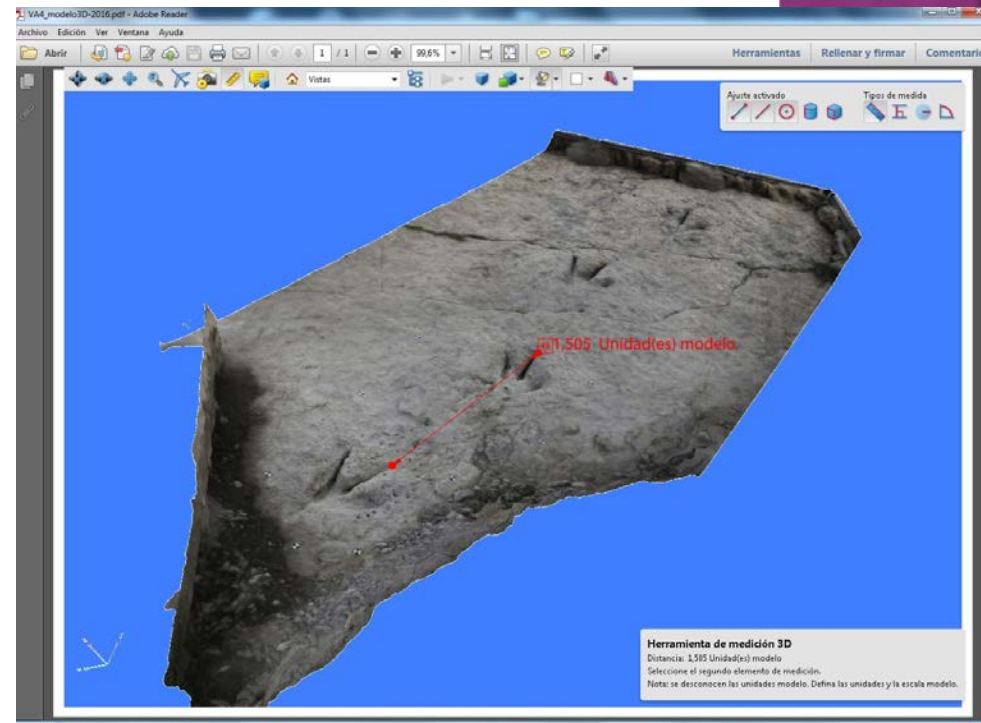 VA4_modelo3D-2016.pdf - Adobe Reader
Archivo Edición Ver Ventana Ayuda
Abrir 1 / 1 99,6% Herramientas Rellenar y firmar Comentario
Vistas
Ajuste activado Tipos de medida
1,505 Unidad(es) modelo
Herramienta de medición 3D
Distancia: 1,505 Unidad(es) modelo
Seleccione el segundo elemento de medición.
Nota: se desconocen las unidades modelo. Defina las unidades y la escala modelo.